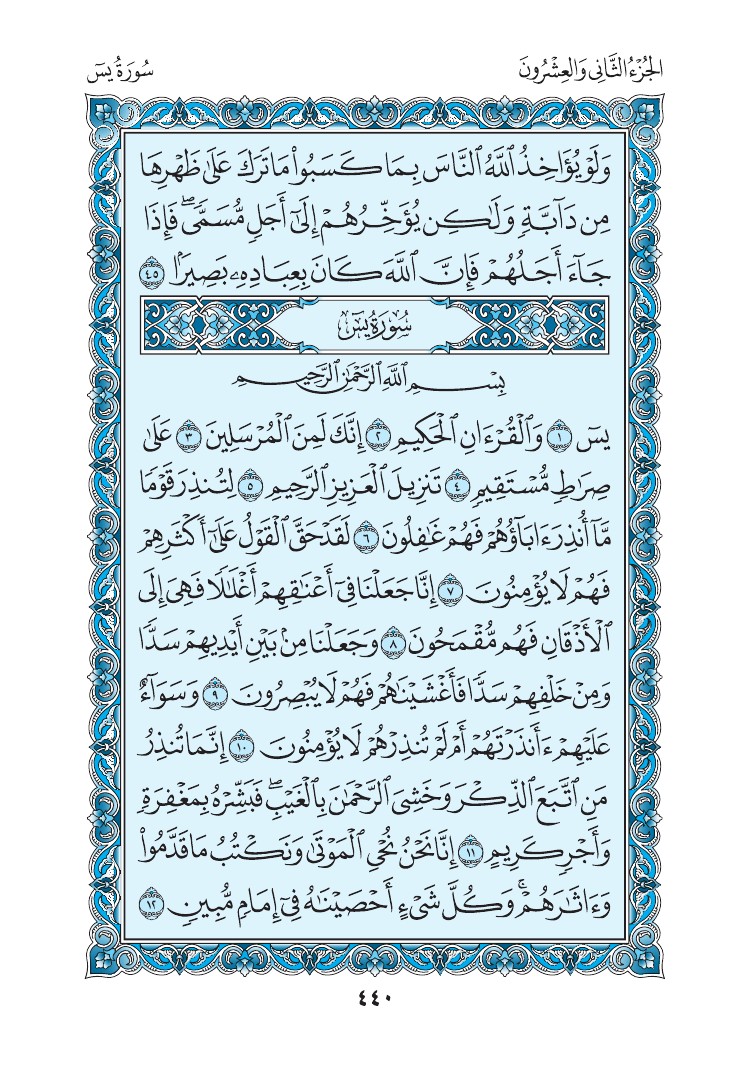 الجُزْءُ الثَّانِي وَالعِشْرُونَ
سُورَةُ يسٓ
وَلَوْ يُؤَاخِذُ ٱللَّهُ ٱلنَّاسَ بِمَا كَسَبُوا۟ مَا تَرَكَ عَلَىٰ ظَهْرِهَا
مِن دَآبَّةٍ وَلَٰكِن يُؤَخِّرُهُمْ إِلَىٰٓ أَجَلٍ مُّسَمًّى ۖ فَإِذَا
جَآءَ أَجَلُهُمْ فَإِنَّ ٱللَّهَ كَانَ بِعِبَادِهِۦ بَصِيرًۢا ٤٥
سُورَةُ يسٓ
بِسْمِ ٱللَّهِ ٱلرَّحْمَٰنِ ٱلرَّحِيمِ
يسٓ ١ وَٱلْقُرْءَانِ ٱلْحَكِيمِ ٢ إِنَّكَ لَمِنَ ٱلْمُرْسَلِينَ ٣ عَلَىٰ
صِرَٰطٍ مُّسْتَقِيمٍ ٤ تَنزِيلَ ٱلْعَزِيزِ ٱلرَّحِيمِ ٥ لِتُنذِرَ قَوْمًا
مَّآ أُنذِرَ ءَابَآؤُهُمْ فَهُمْ غَٰفِلُونَ ٦ لَقَدْ حَقَّ ٱلْقَوْلُ عَلَىٰٓ أَكْثَرِهِمْ
فَهُمْ لَا يُؤْمِنُونَ ٧ إِنَّا جَعَلْنَا فِىٓ أَعْنَٰقِهِمْ أَغْلَٰلًا فَهِىَ إِلَى
ٱلْأَذْقَانِ فَهُم مُّقْمَحُونَ ٨ وَجَعَلْنَا مِنۢ بَيْنِ أَيْدِيهِمْ سَدًّا
وَمِنْ خَلْفِهِمْ سَدًّا فَأَغْشَيْنَٰهُمْ فَهُمْ لَا يُبْصِرُونَ ٩ وَسَوَآءٌ
عَلَيْهِمْ ءَأَنذَرْتَهُمْ أَمْ لَمْ تُنذِرْهُمْ لَا يُؤْمِنُونَ ١٠ إِنَّمَا تُنذِرُ
مَنِ ٱتَّبَعَ ٱلذِّكْرَ وَخَشِىَ ٱلرَّحْمَٰنَ بِٱلْغَيْبِ ۖ فَبَشِّرْهُ بِمَغْفِرَةٍ
وَأَجْرٍ كَرِيمٍ ١١ إِنَّا نَحْنُ نُحْىِ ٱلْمَوْتَىٰ وَنَكْتُبُ مَا قَدَّمُوا۟
وَءَاثَٰرَهُمْ ۚ وَكُلَّ شَىْءٍ أَحْصَيْنَٰهُ فِىٓ إِمَامٍ مُّبِينٍ ١٢
٤٤٠